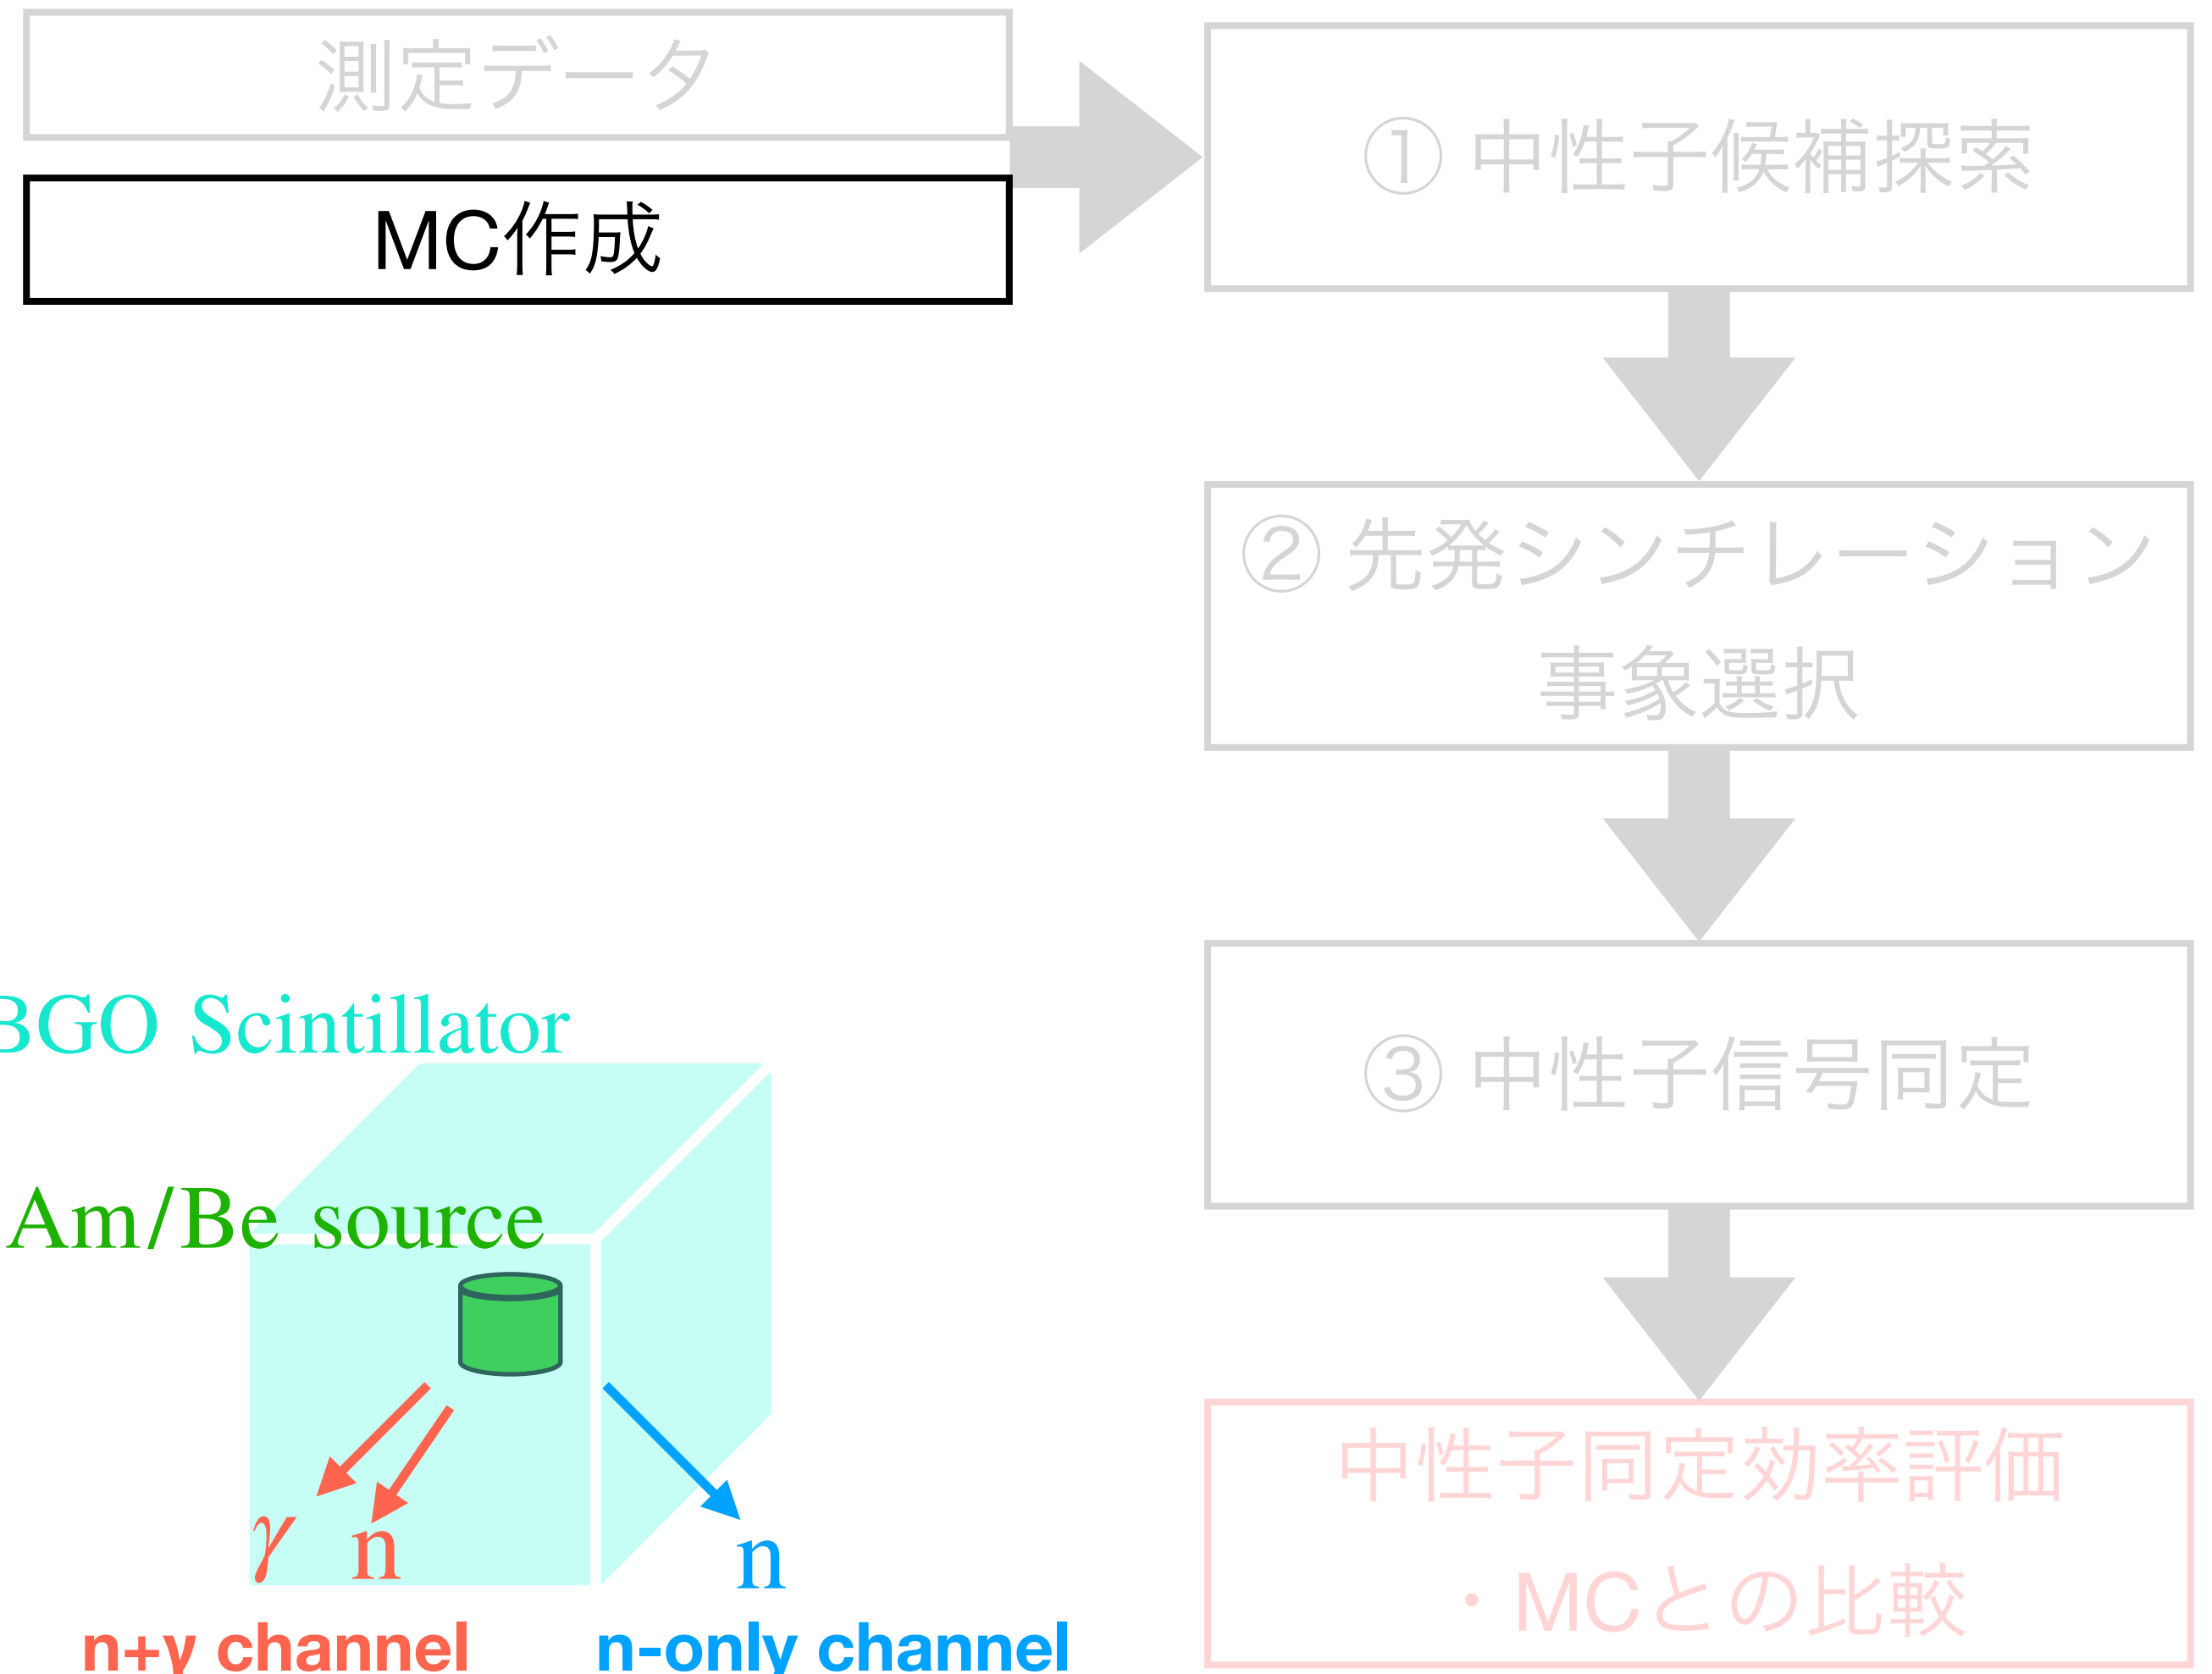 測定データ
MC作成
① 中性子候補探索
② 先発シンチレーション
事象選択
③ 中性子信号同定
中性子同定効率評価
・MCとの比較
BGO Scintillator
Am/Be source
γ
n
n
n+γ channel
n-only channel